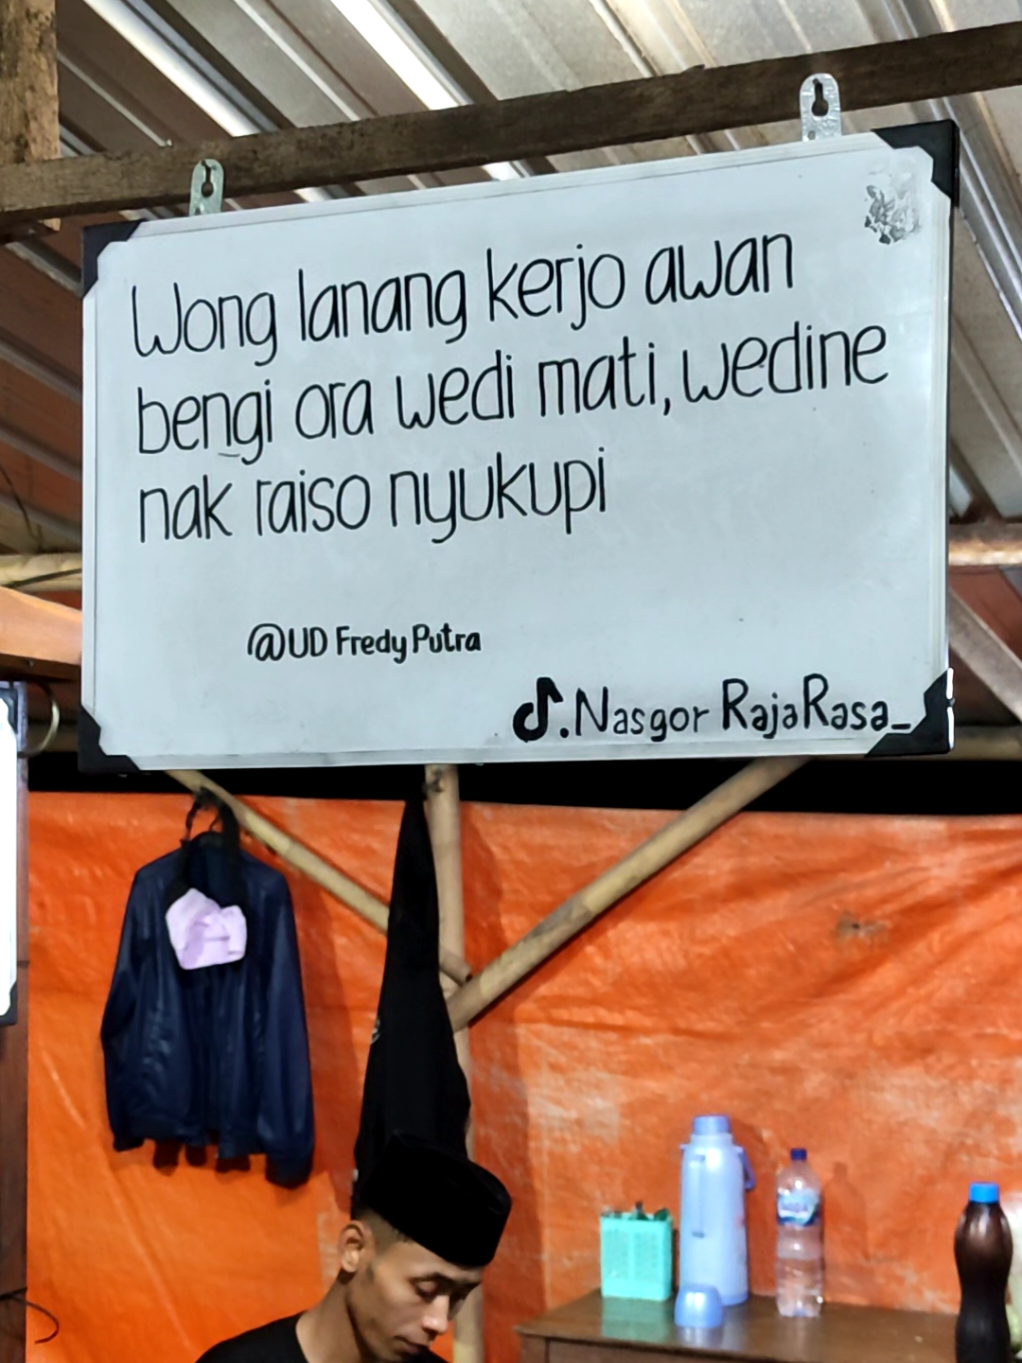 Wong lanang kerjo awan
bengi ora wedi mati, wedine
nak raiso nyukupi
@UD Fredy Putra
.Nasgor RajaRasa_